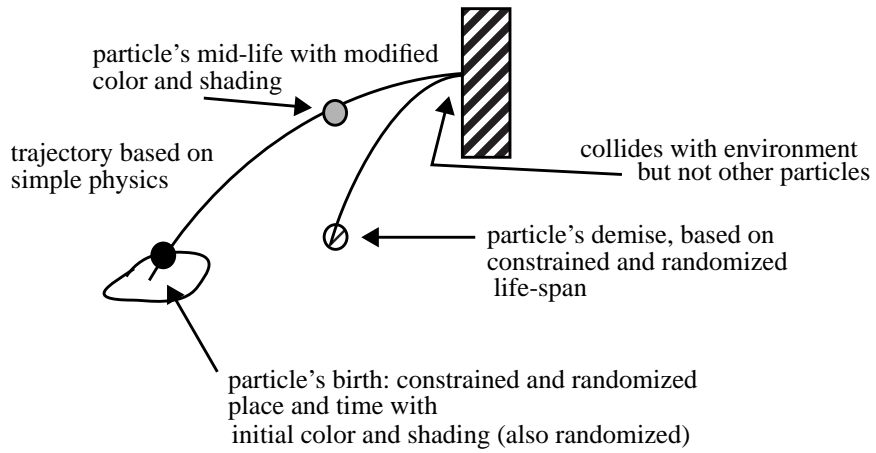 particle's mid-life with modified
color and shading
trajectory based on
simple physics
collides with environment
but not other particles
particle's demise, based on
constrained and randomized
life-span
particle's birth: constrained and randomized
place and time with
initial color and shading (also randomized)